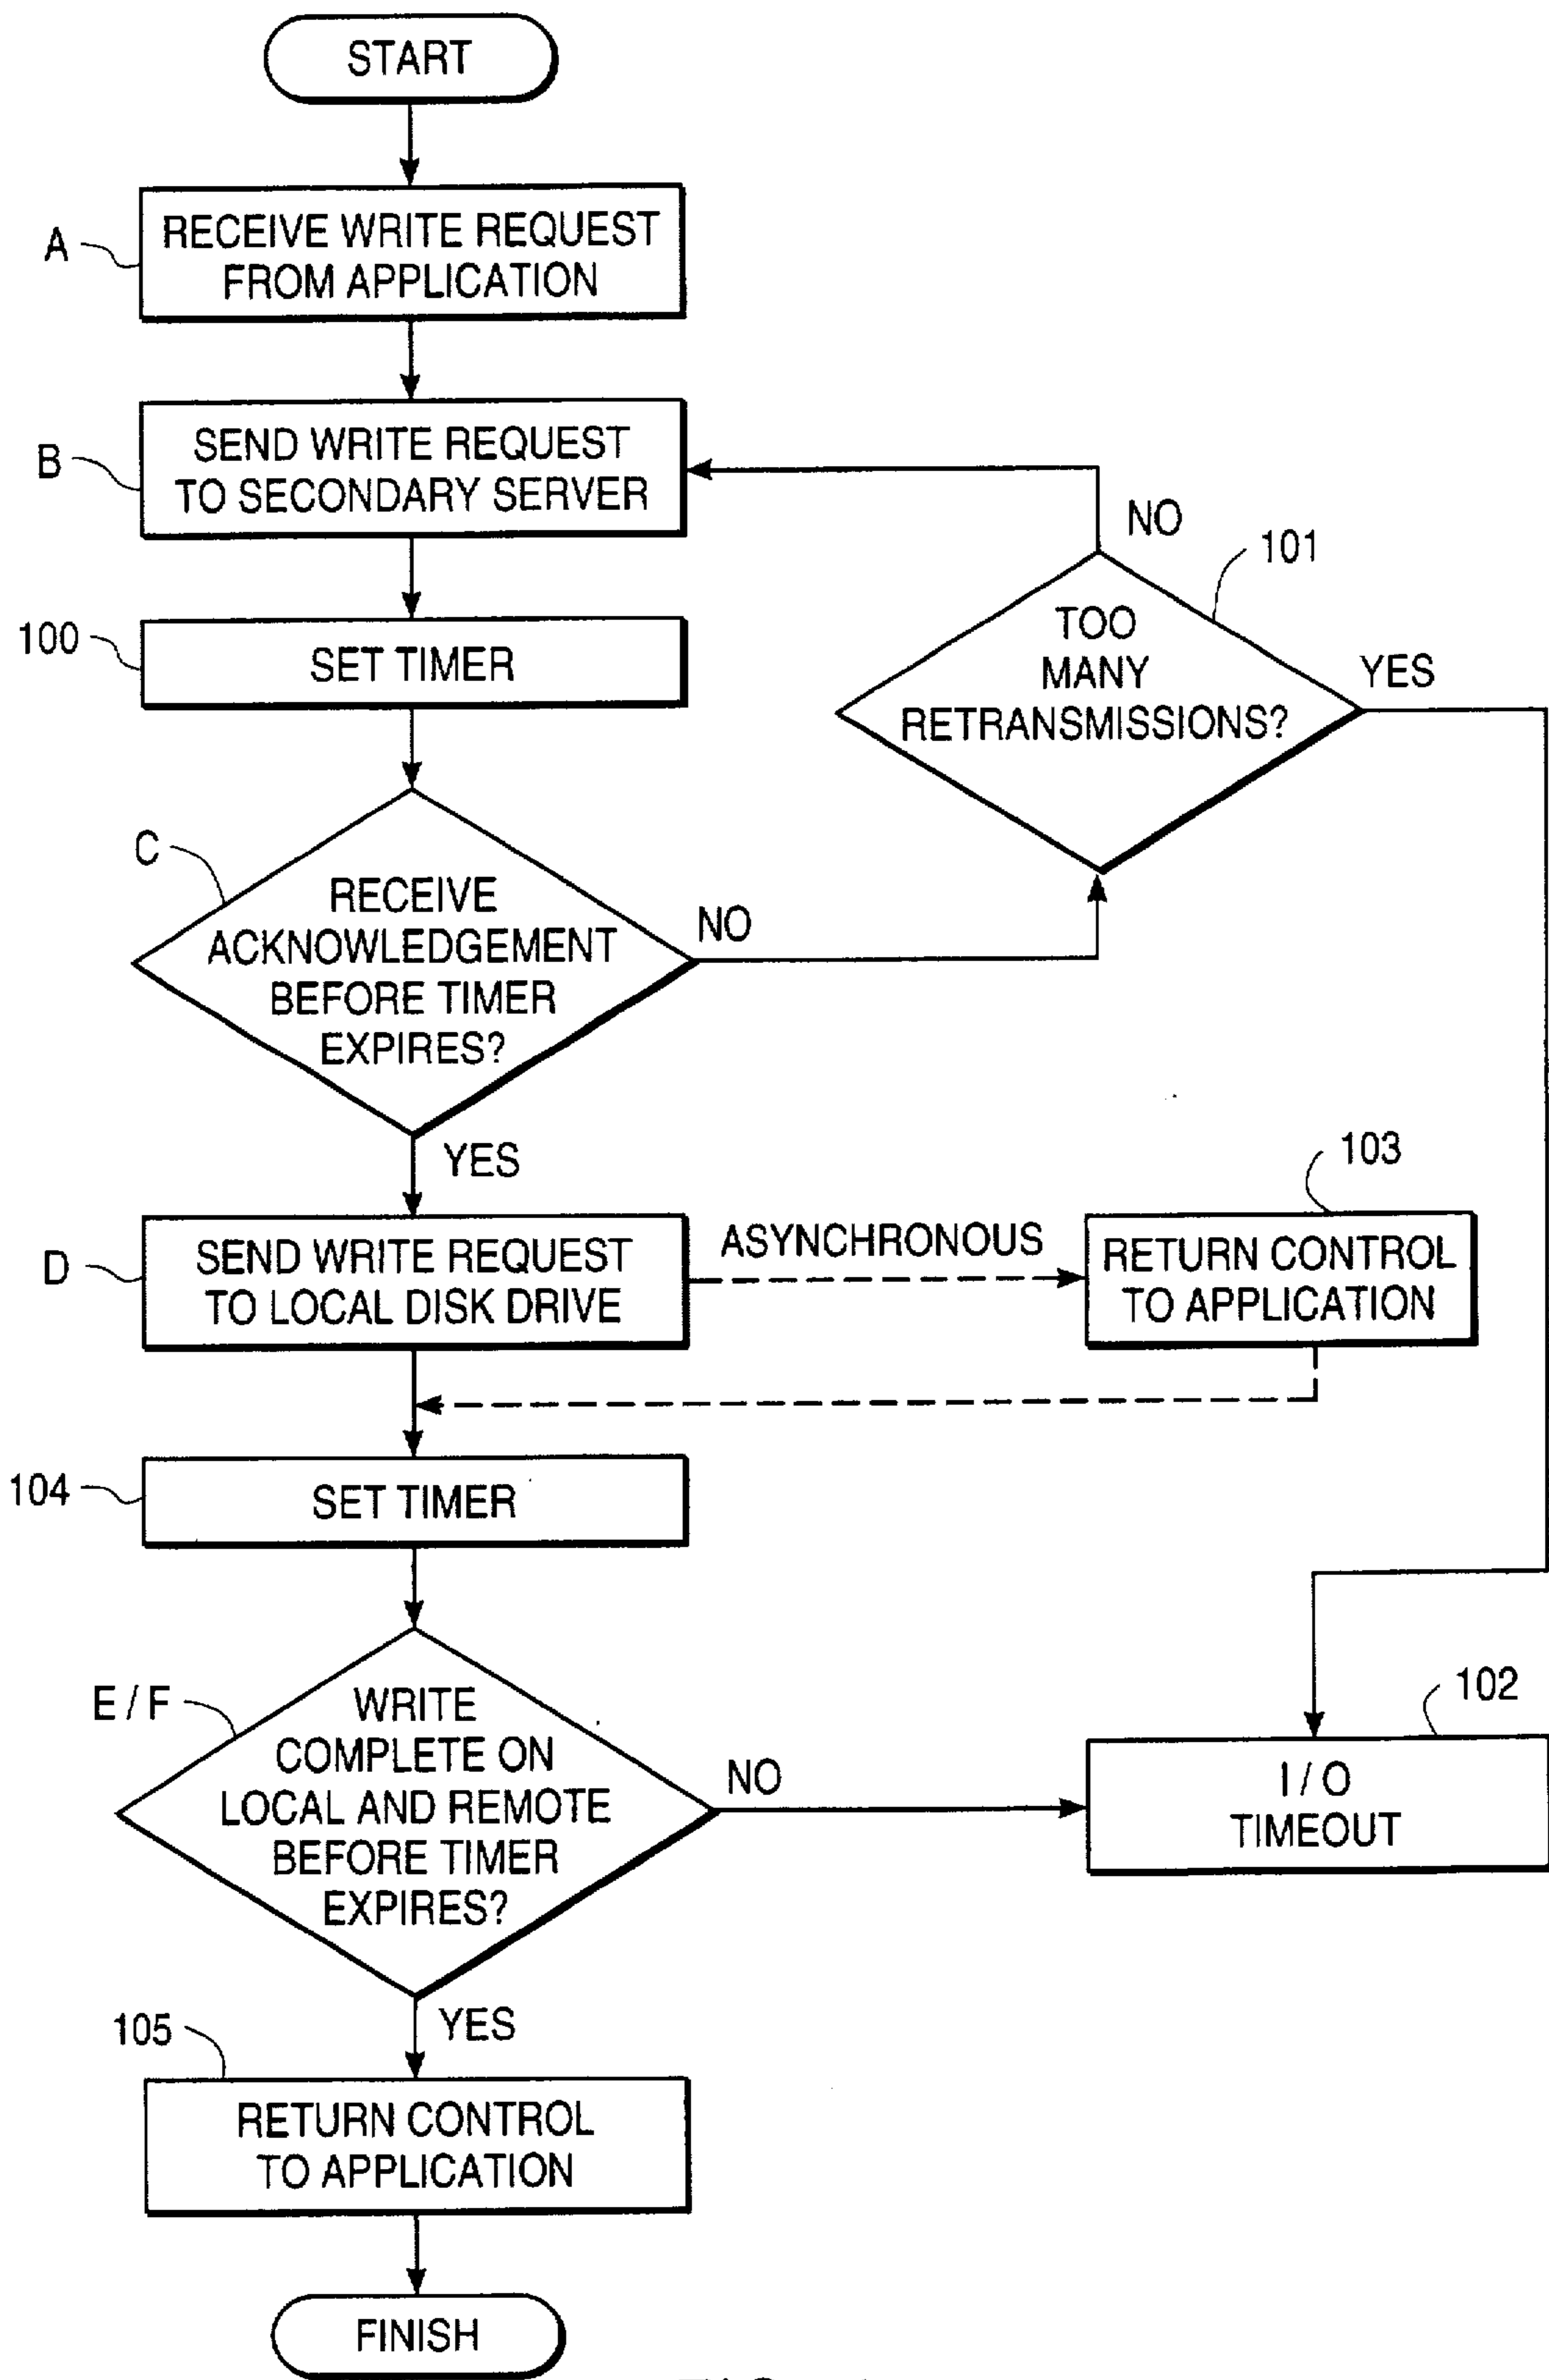 START
A
RECEIVE WRITE REQUEST
FROM APPLICATION
B
SEND WRITE REQUEST
TO SECONDARY SERVER
NO
101
100
SET TIMER
TOO
MANY
RETRANSMISSIONS?
YES
C
RECEIVE
ACKNOWLEDGEMENT
BEFORE TIMER
EXPIRES?
NO
YES
103
D
SEND WRITE REQUEST
TO LOCAL DISK DRIVE
ASYNCHRONOUS
RETURN CONTROL
TO APPLICATION
104
SET TIMER
E / F
WRITE
COMPLETE ON
LOCAL AND REMOTE
BEFORE TIMER
EXPIRES?
NO
102
I / O
TIMEOUT
YES
105
RETURN CONTROL
TO APPLICATION
FINISH